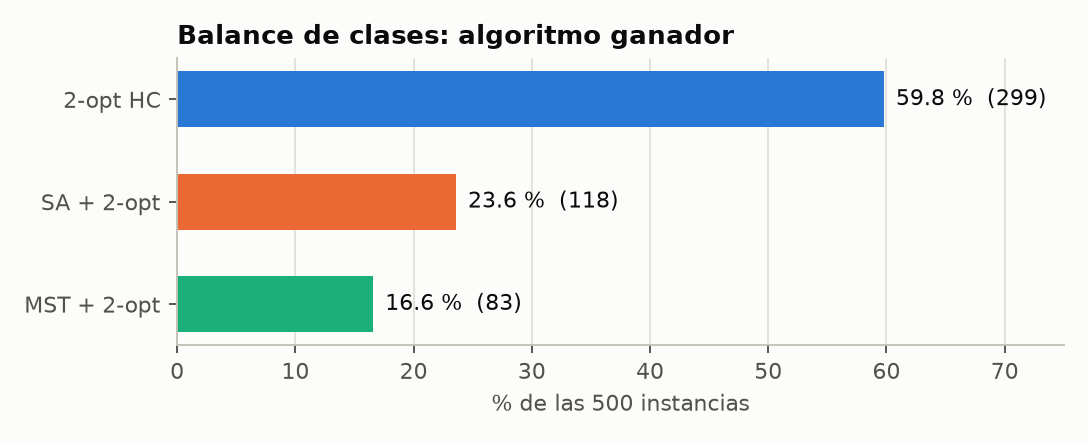 Balance de clases: algoritmo ganador
2-opt HC
59.8 % (299)
SA + 2-opt
23.6 % (118)
MST + 2-opt
16.6 % (83)
0 10 20 30 40 50 60 70
% de las 500 instancias